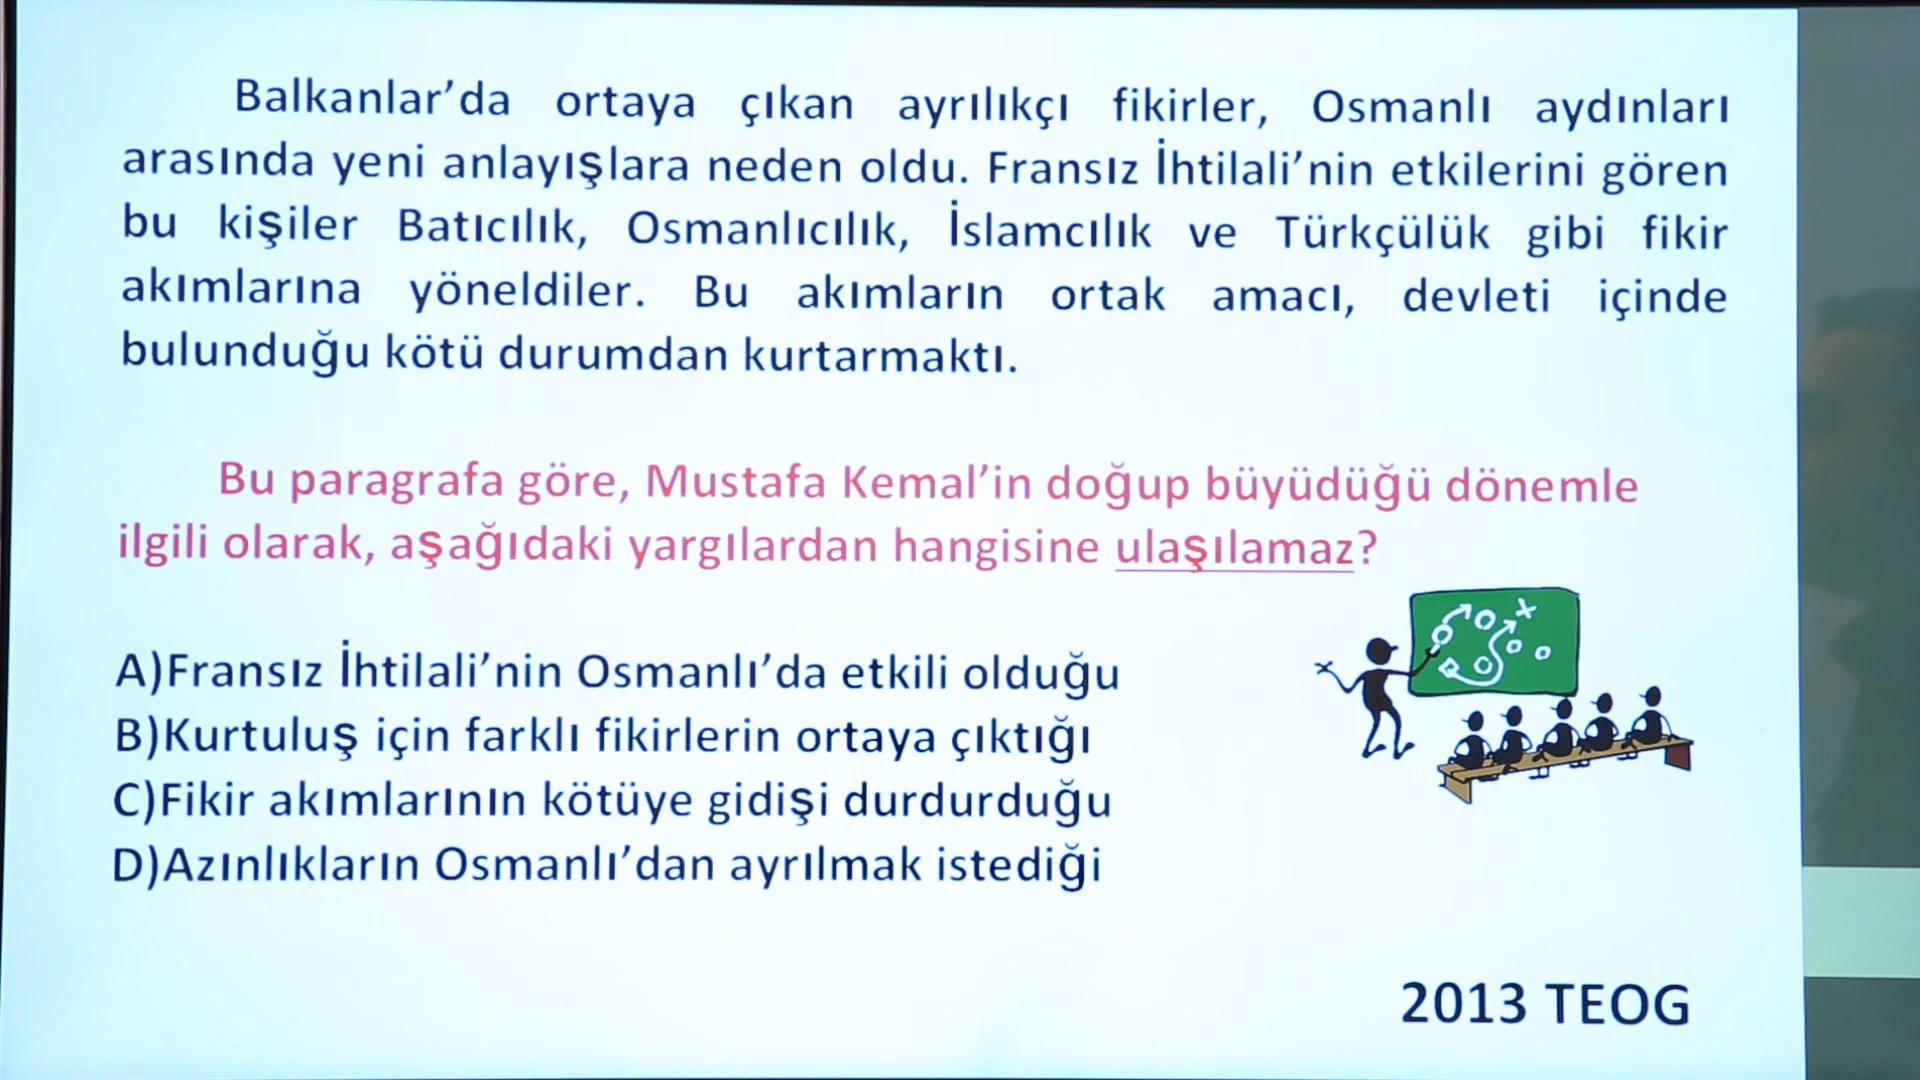 Balkanlar’da ortaya çıkan ayrılıkçı fikirler, Osmanlı aydınları
arasında yeni anlayışlara neden oldu. Fransız İhtilali’nin etkilerini gören
bu kişiler Batıcılık, Osmanlıcılık, İslamcılık ve Türkçülük gibi fikir
akımlarına yöneldiler. Bu akımların ortak amacı, devleti içinde
bulunduğu kötü durumdan kurtarmaktı.
Bu paragrafa göre, Mustafa Kemal’in doğup büyüdüğü dönemle
ilgili olarak, aşağıdaki yargılardan hangisine ulaşılamaz?
A)Fransız İhtilali’nin Osmanlı’da etkili olduğu
B)Kurtuluş için farklı fikirlerin ortaya çıktığı
C)Fikir akımlarının kötüye gidişi durdurduğu
D)Azınlıkların Osmanlı’dan ayrılmak istediği
2013 TEOG